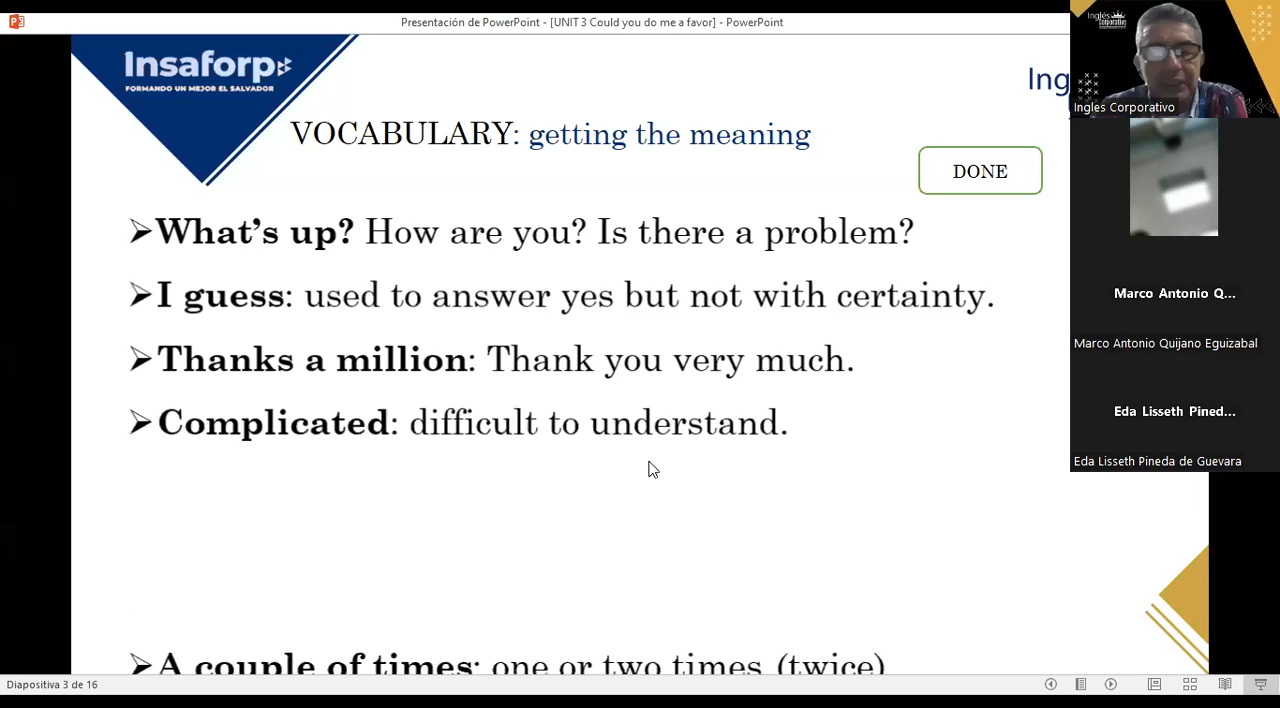 Presentación de PowerPoint - [UNIT 3 Could you do me a favor] - PowerPoint
Insaforp
FORMANDO UN MEJOR EL SALVADOR
Ing
VOCABULARY: getting the meaning
DONE
➢What's up? How are you? Is there a problem?
➢I guess: used to answer yes but not with certainty.
➢Thanks a million: Thank you very much.
➢Complicated: difficult to understand.
➢A couple of times: one or two times (twice)
Diapositiva 3 de 16
Inglés
Corporativo
Ingles Corporativo
Marco Antonio Q...
Marco Antonio Quijano Eguizabal
Eda Lisseth Pined...
Eda Lisseth Pineda de Guevara